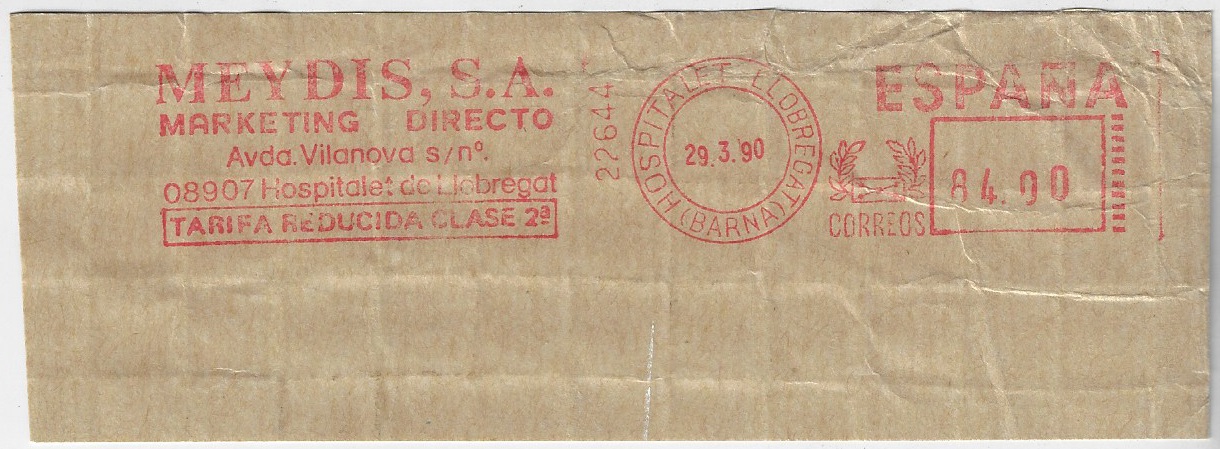 MEYDIS, S.A.
MARKETING DIRECTO
Avda. Vilanova s/nº.
08907 Hospitalet de Llobregat
TARIFA REDUCIDA CLASE 2ª
22644
HOSPITALET LLOBREGAT
(BARNA)
29.3.90
ESPAÑA
CORREOS
84.00